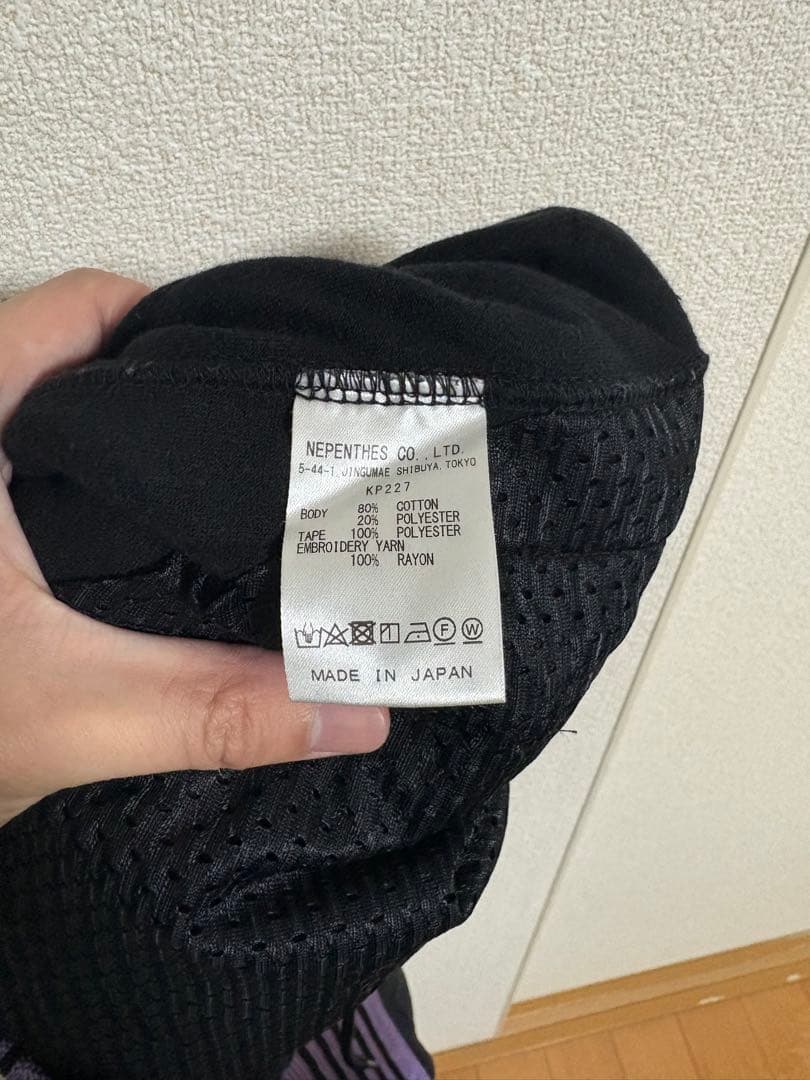 NEPENTHES CO.,LTD.
5-44-1 JINGUMAE SHIBUYA, TOKYO
KP227
BODY 80% COTTON
20% POLYESTER
TAPE 100% POLYESTER
EMBROIDERY YARN
100% RAYON
F W
MADE IN JAPAN